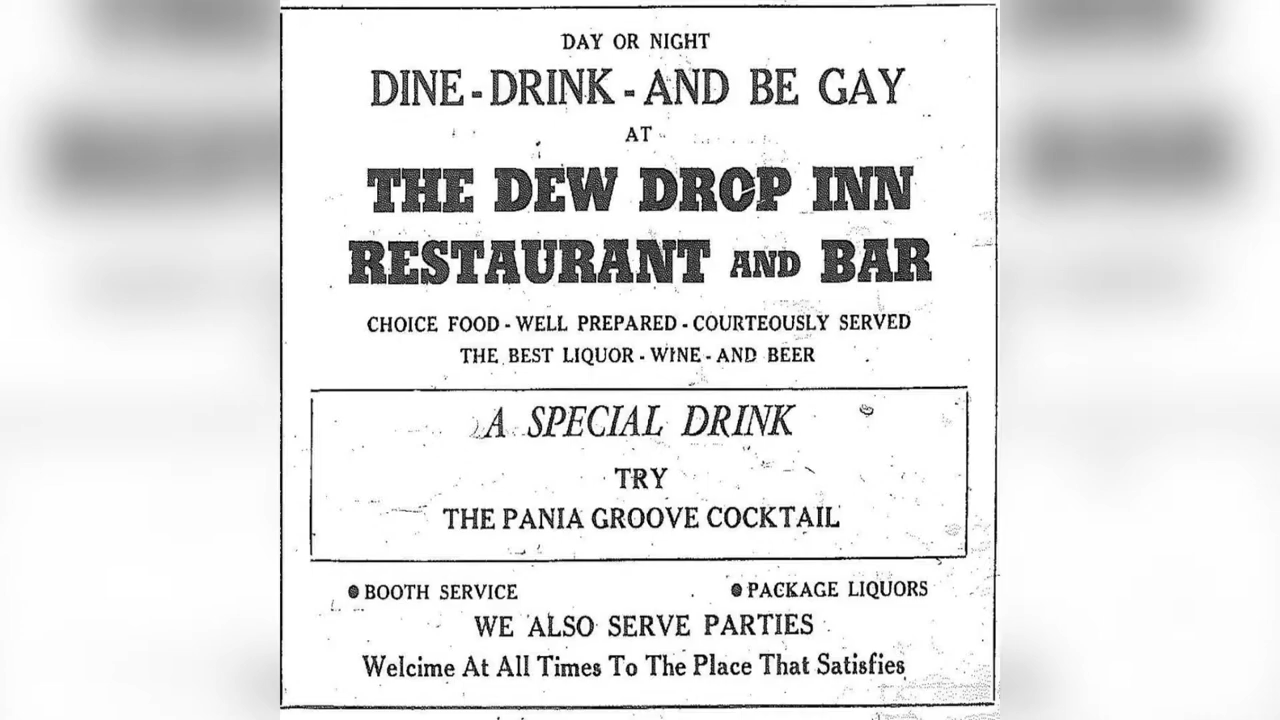 DAY OR NIGHT
DINE - DRINK - AND BE GAY
AT
THE DEW DROP INN
RESTAURANT AND BAR
CHOICE FOOD - WELL PREPARED - COURTEOUSLY SERVED
THE BEST LIQUOR - WINE - AND BEER
A SPECIAL DRINK
TRY
THE PANIA GROOVE COCKTAIL
● BOOTH SERVICE ● PACKAGE LIQUORS
WE ALSO SERVE PARTIES
Welcime At All Times To The Place That Satisfies